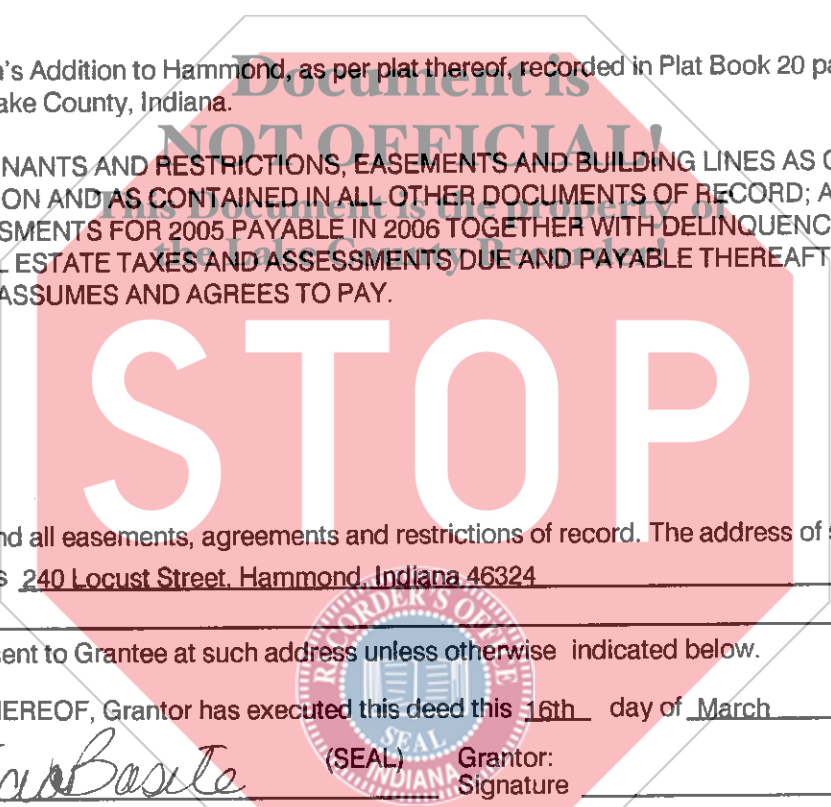 's Addition to Hammond, as per plat thereof, recorded in Plat Book 20 pa
ake County, Indiana.
Document is
NOT OFFICIAL!
This Document is the property of
the Lake County Recorder!
NANTS AND RESTRICTIONS, EASEMENTS AND BUILDING LINES AS
ON AND AS CONTAINED IN ALL OTHER DOCUMENTS OF RECORD; A
SMENTS FOR 2005 PAYABLE IN 2006 TOGETHER WITH DELINQUENC
L ESTATE TAXES AND ASSESSMENTS DUE AND PAYABLE THEREAFT
ASSUMES AND AGREES TO PAY.
STOP
nd all easements, agreements and restrictions of record. The address of s
s 240 Locust Street, Hammond, Indiana 46324
RECORDER'S OFFICE
sent to Grantee at such address unless otherwise indicated below.
HEREOF, Grantor has executed this deed this 16th day of March
SEAL
INDIANA
Basile (SEAL) Grantor:
Signature